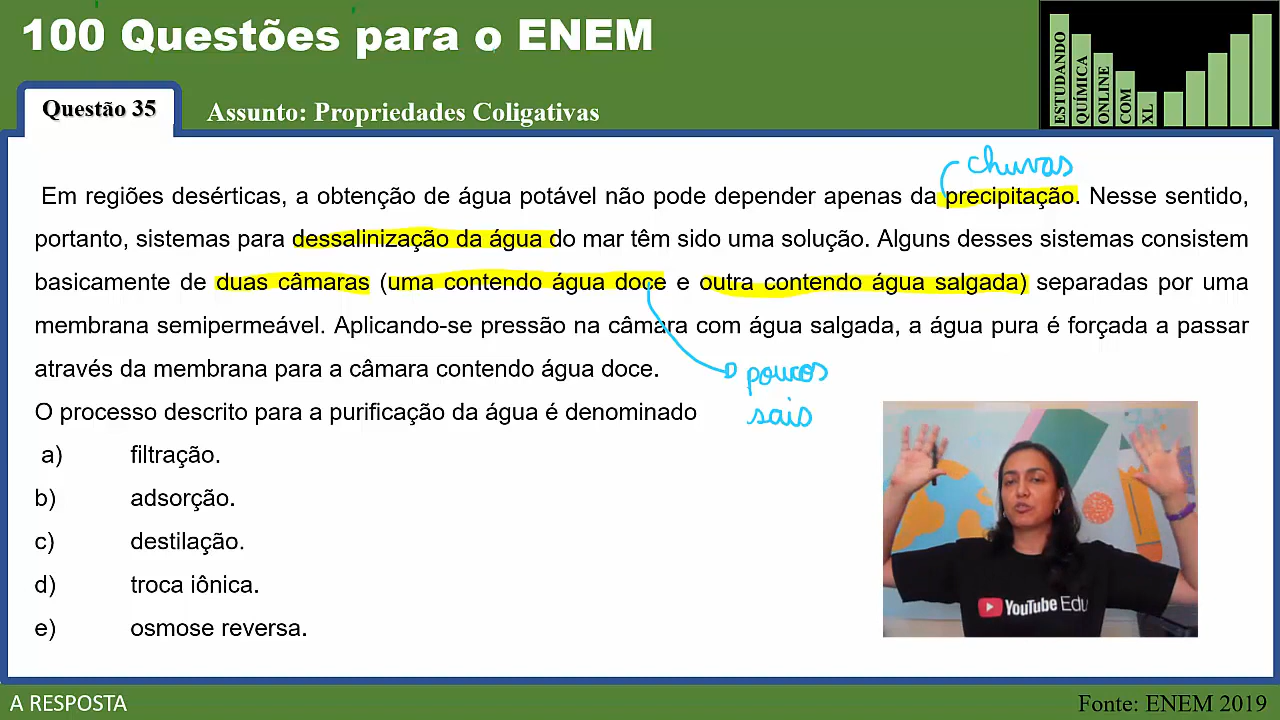 100 Questões para o ENEM
ESTUDANDO
QUÍMICA
ONLINE
COM
XL
Questão 35
Assunto: Propriedades Coligativas
chuvas
Em regiões desérticas, a obtenção de água potável não pode depender apenas da precipitação. Nesse sentido,
portanto, sistemas para dessalinização da água do mar têm sido uma solução. Alguns desses sistemas consistem
basicamente de duas câmaras (uma contendo água doce e outra contendo água salgada) separadas por uma
membrana semipermeável. Aplicando-se pressão na câmara com água salgada, a água pura é forçada a passar
através da membrana para a câmara contendo água doce.
poucos
sais
O processo descrito para a purificação da água é denominado
a) filtração.
b) adsorção.
c) destilação.
d) troca iônica.
e) osmose reversa.
YouTube Edu
A RESPOSTA
Fonte: ENEM 2019